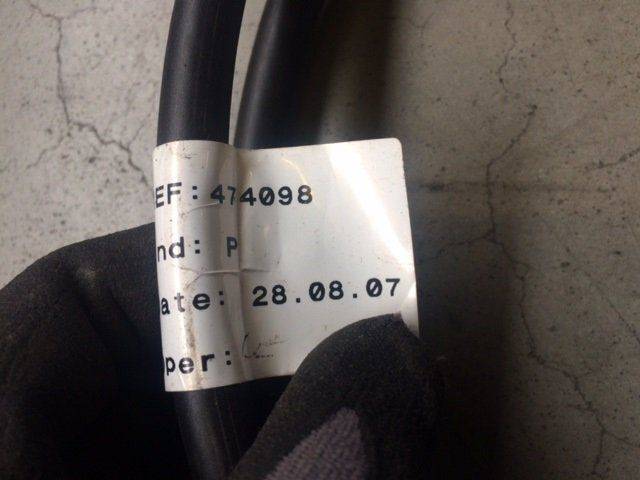 EF: 474098
nd: P
ate: 28.08.07
per: